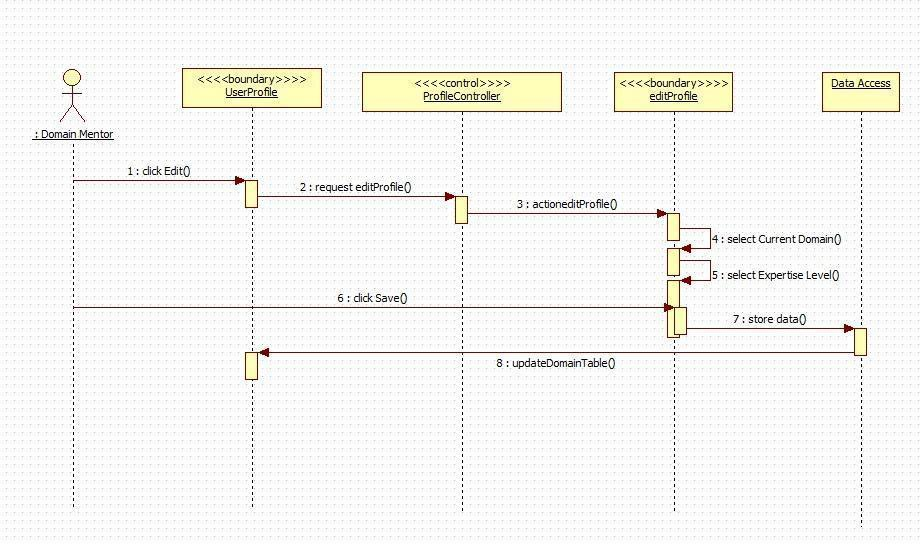 <<<<boundary>>>>
UserProfile
<<<<control>>>>
ProfileController
<<<<boundary>>>>
editProfile
Data Access
: Domain Mentor
1 : click Edit()
2 : request editProfile()
3 : actioneditProfile()
4 : select Current Domain()
5 : select Expertise Level()
6 : click Save()
7 : store data()
8 : updateDomainTable()